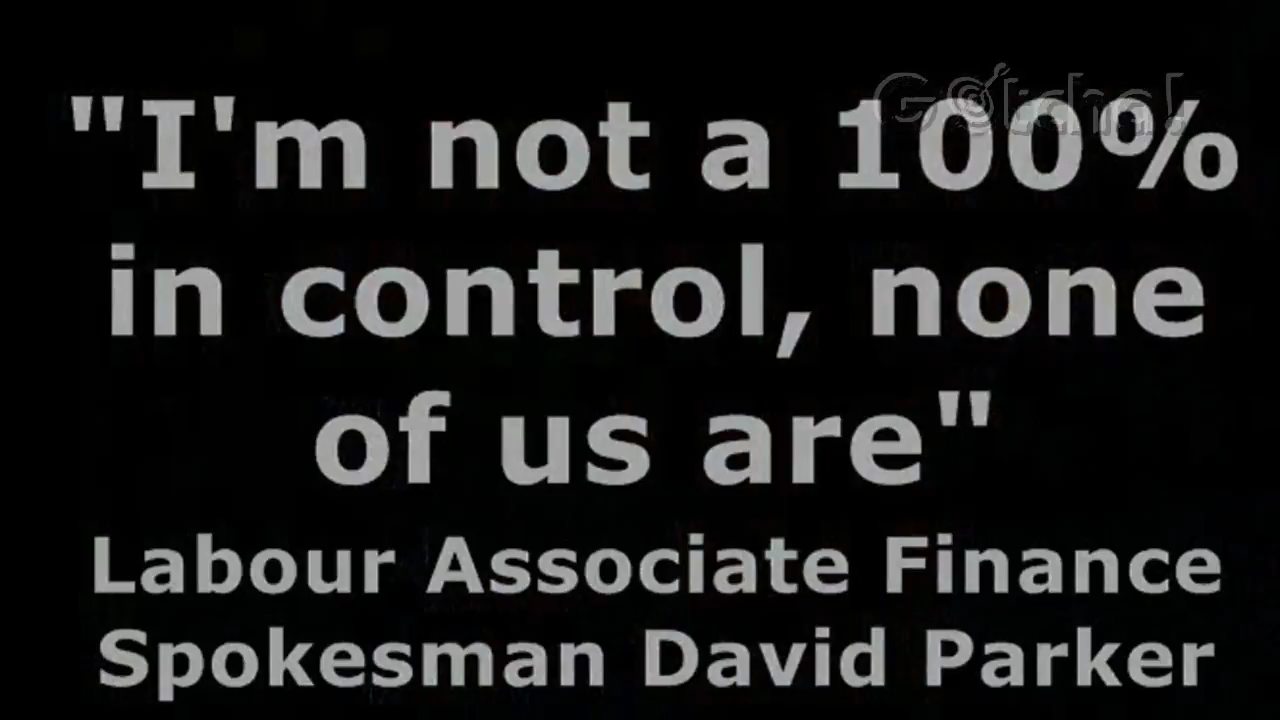 Gotcha!
"I'm not a 100%
in control, none
of us are"
Labour Associate Finance
Spokesman David Parker